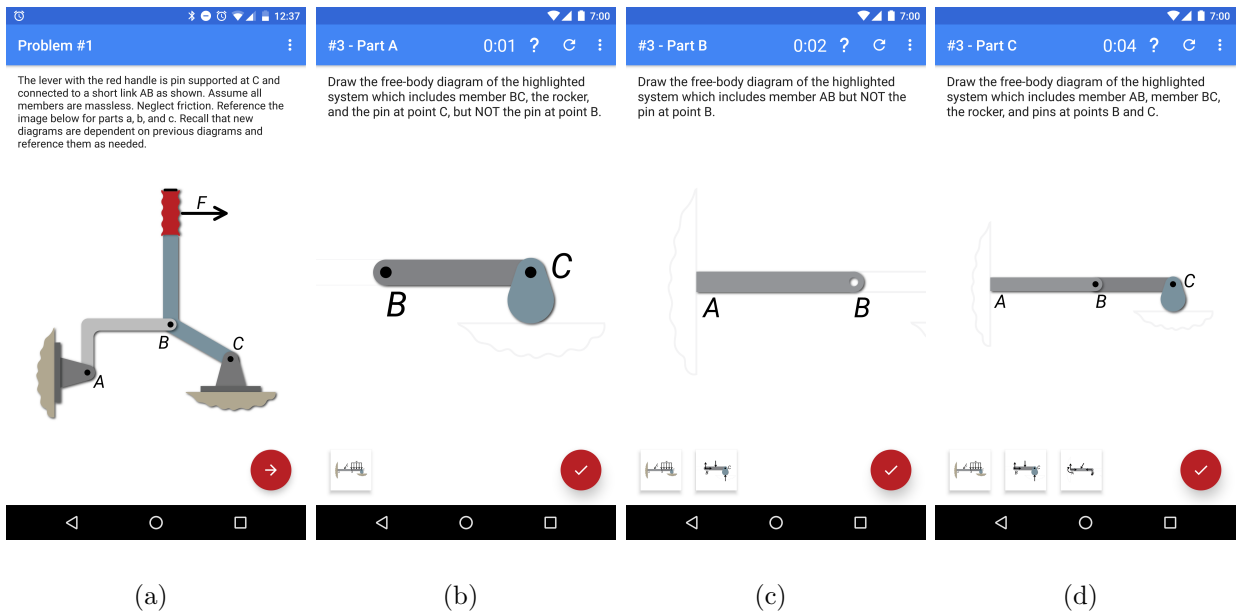 12:37
Problem #1
The lever with the red handle is pin supported at C and
connected to a short link AB as shown. Assume all
members are massless. Neglect friction. Reference the
image below for parts a, b, and c. Recall that new
diagrams are dependent on previous diagrams and
reference them as needed.
F
B
C
A
(a)
7:00
#3 - Part A 0:01 ?
Draw the free-body diagram of the highlighted
system which includes member BC, the rocker,
and the pin at point C, but NOT the pin at point B.
C
B
(b)
7:00
#3 - Part B 0:02 ?
Draw the free-body diagram of the highlighted
system which includes member AB but NOT the
pin at point B.
A B
(c)
7:00
#3 - Part C 0:04 ?
Draw the free-body diagram of the highlighted
system which includes member AB, member BC,
the rocker, and pins at points B and C.
C
A B
(d)